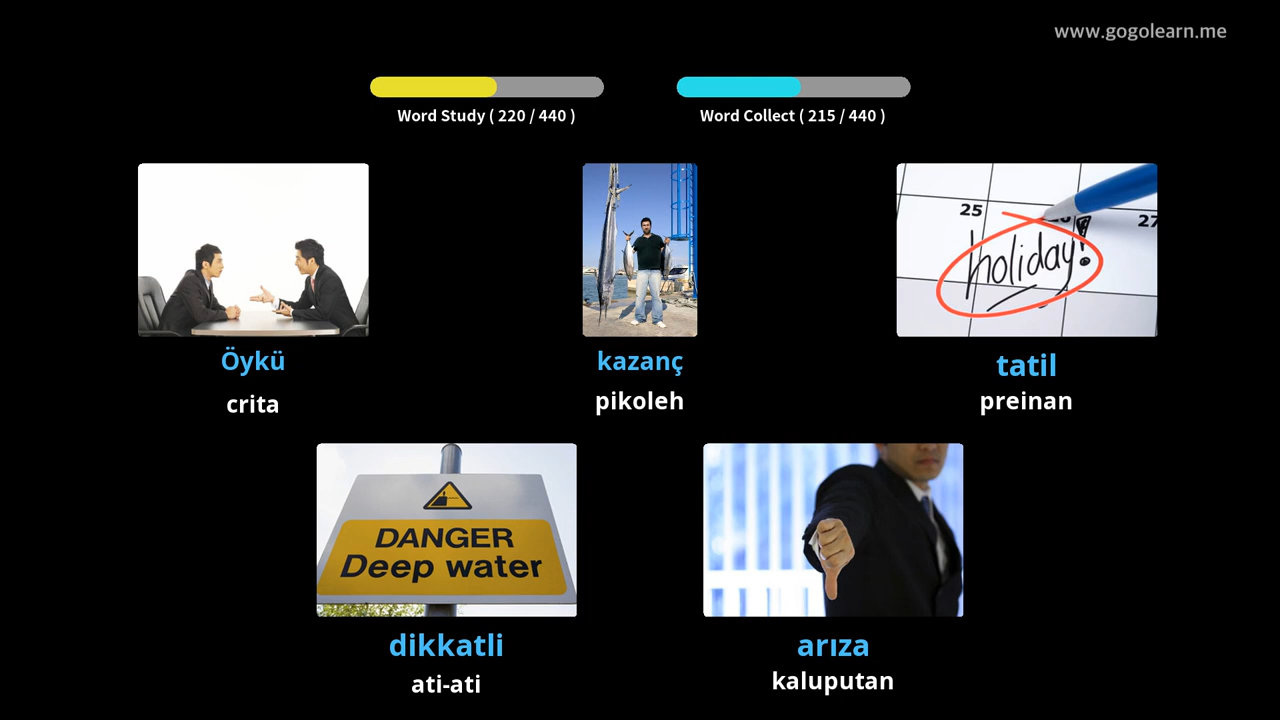 www.gogolearn.me
Word Study ( 220 / 440 )
Word Collect ( 215 / 440 )
25
27
holiday!
Öykü
kazanç
tatil
crita
pikoleh
preinan
DANGER
Deep water
dikkatli
arıza
ati-ati
kaluputan